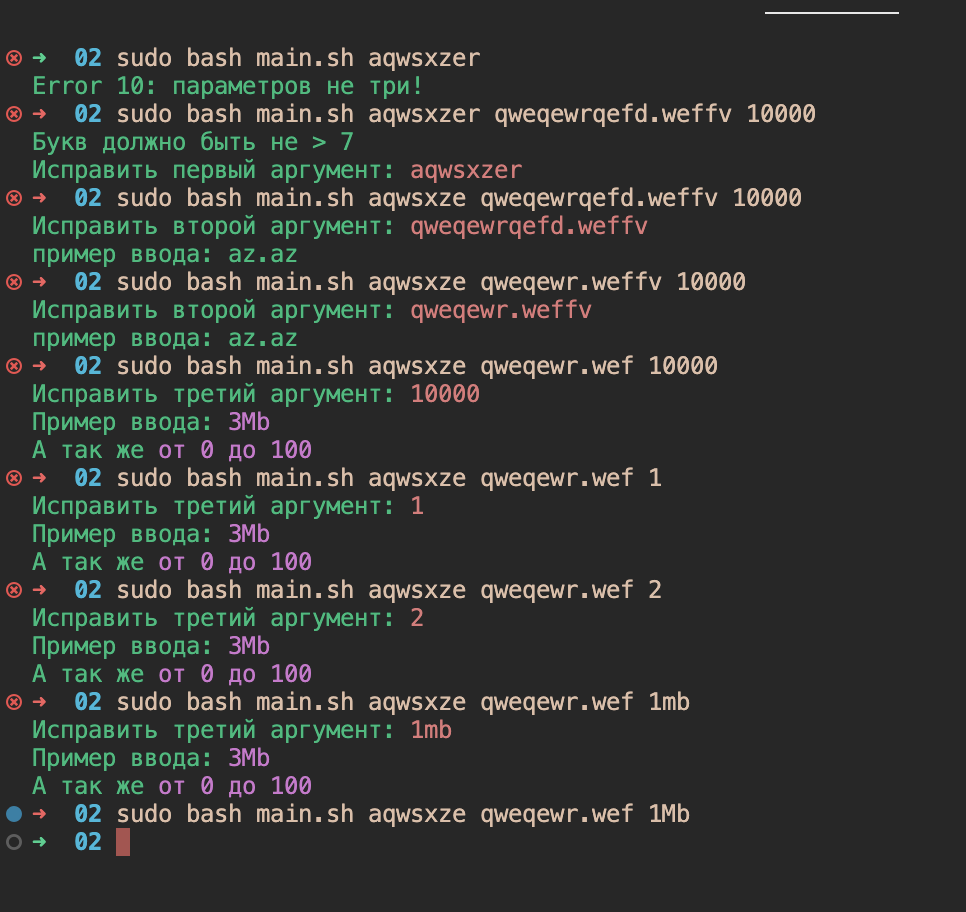 ➜ 02 sudo bash main.sh aqwsxzer
Error 10: параметров не три!
➜ 02 sudo bash main.sh aqwsxzer qweqewrqefd.weffv 10000
Букв должно быть не > 7
Исправить первый аргумент: aqwsxzer
➜ 02 sudo bash main.sh aqwsxze qweqewrqefd.weffv 10000
Исправить второй аргумент: qweqewrqefd.weffv
пример ввода: az.az
➜ 02 sudo bash main.sh aqwsxze qweqewr.weffv 10000
Исправить второй аргумент: qweqewr.weffv
пример ввода: az.az
➜ 02 sudo bash main.sh aqwsxze qweqewr.wef 10000
Исправить третий аргумент: 10000
Пример ввода: 3Mb
А так же от 0 до 100
➜ 02 sudo bash main.sh aqwsxze qweqewr.wef 1
Исправить третий аргумент: 1
Пример ввода: 3Mb
А так же от 0 до 100
➜ 02 sudo bash main.sh aqwsxze qweqewr.wef 2
Исправить третий аргумент: 2
Пример ввода: 3Mb
А так же от 0 до 100
➜ 02 sudo bash main.sh aqwsxze qweqewr.wef 1mb
Исправить третий аргумент: 1mb
Пример ввода: 3Mb
А так же от 0 до 100
➜ 02 sudo bash main.sh aqwsxze qweqewr.wef 1Mb
➜ 02